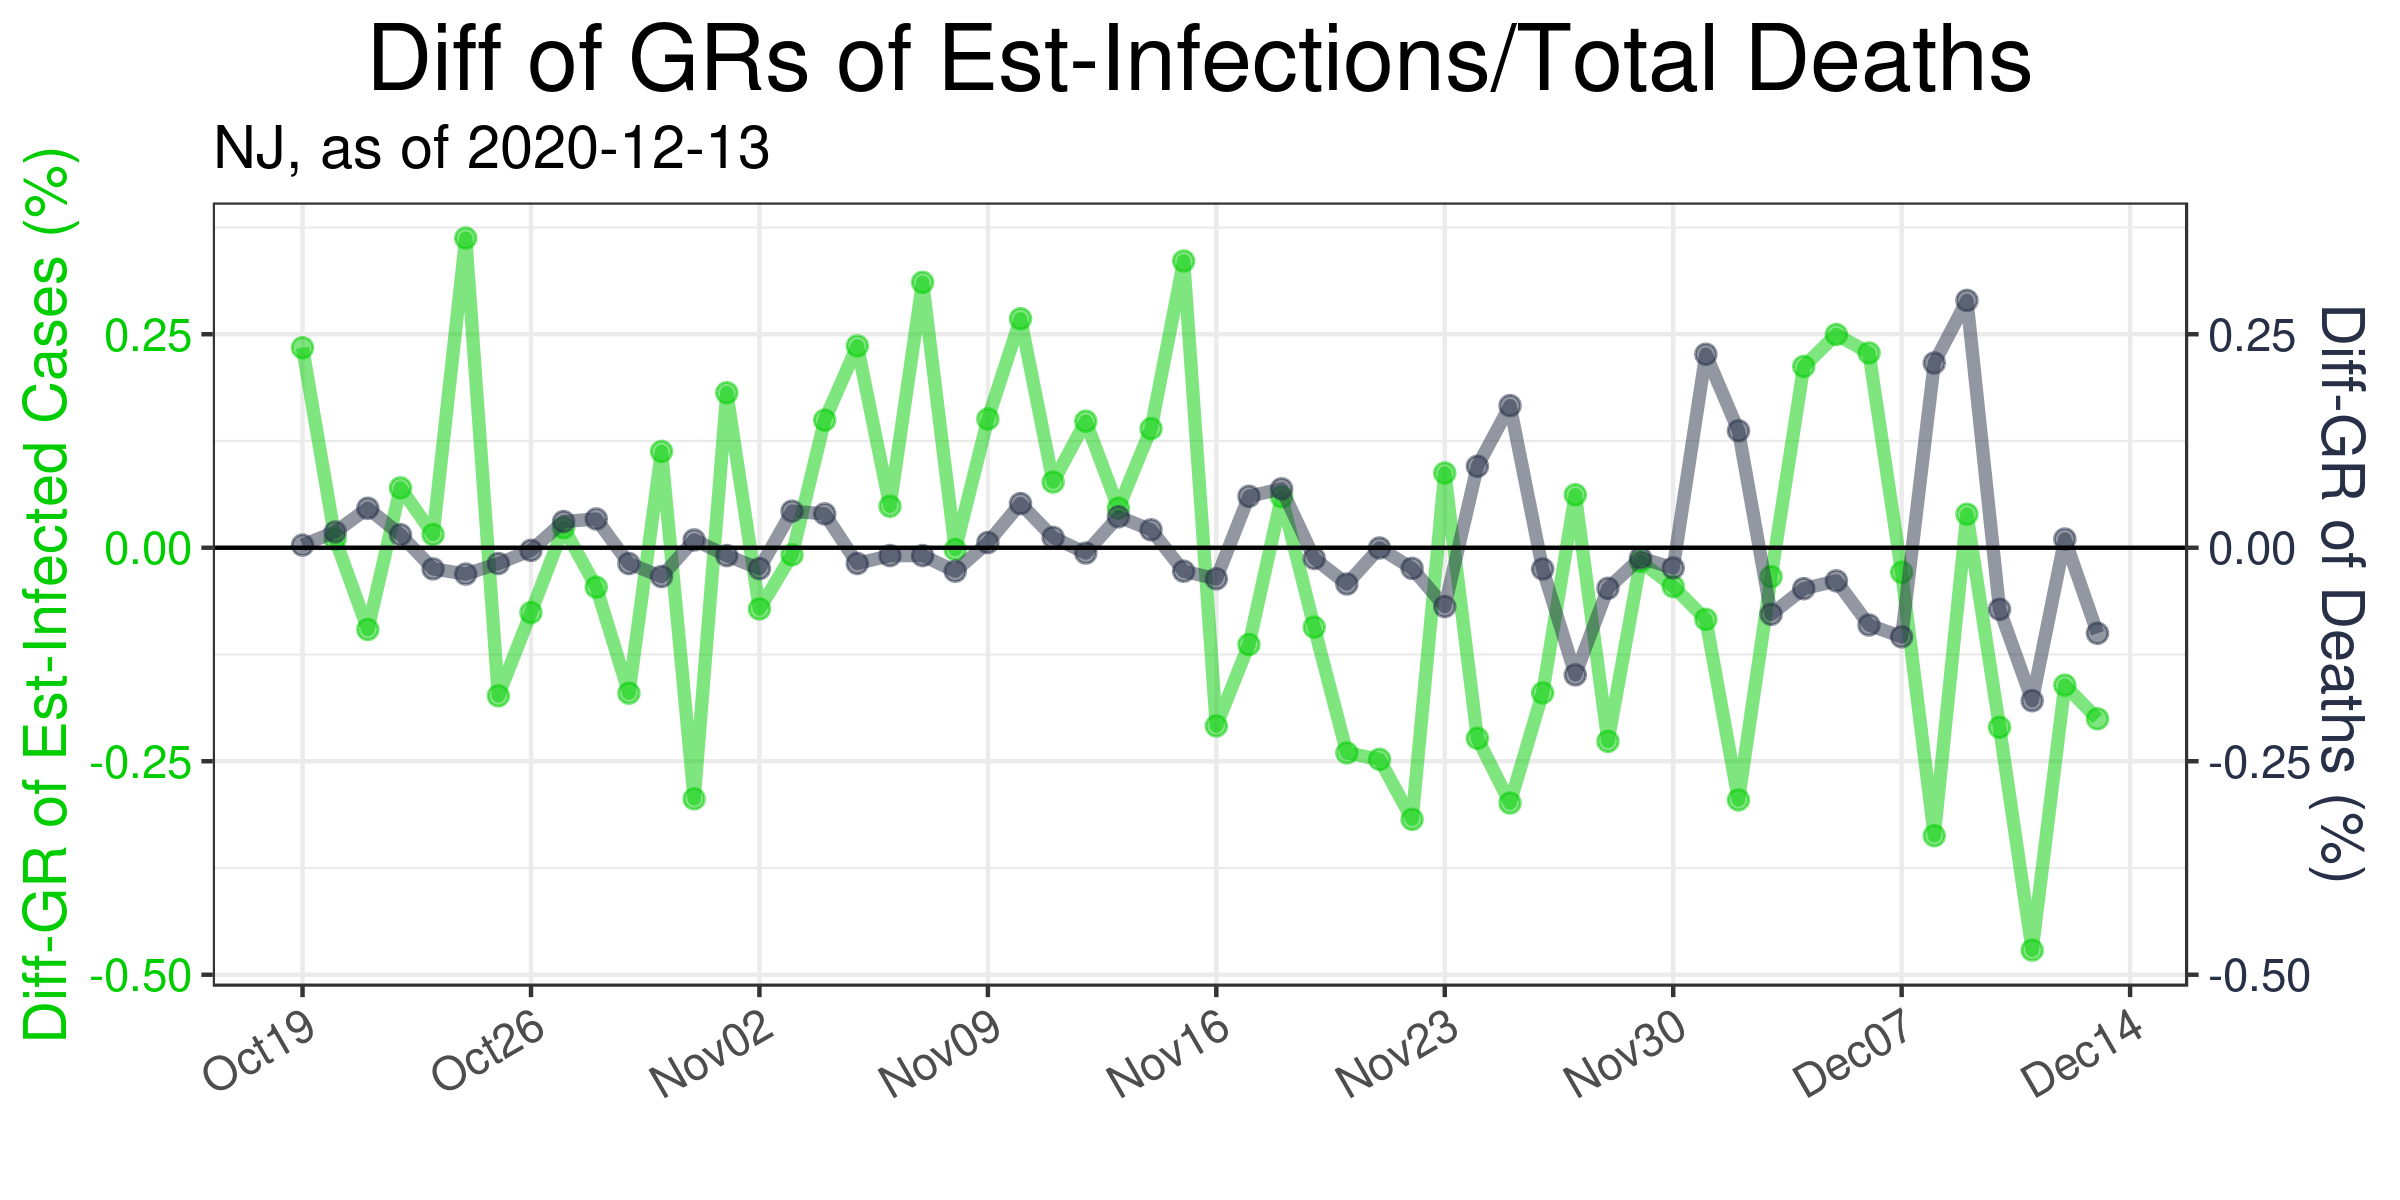 Diff of GRs of Est-Infections/Total Deaths
NJ, as of 2020-12-13
Diff-GR of Est-Infected Cases (%)
0.25
0.00
-0.25
-0.50
0.25
0.00
-0.25
-0.50
Diff-GR of Deaths (%)
Oct19
Oct26
Nov02
Nov09
Nov16
Nov23
Nov30
Dec07
Dec14